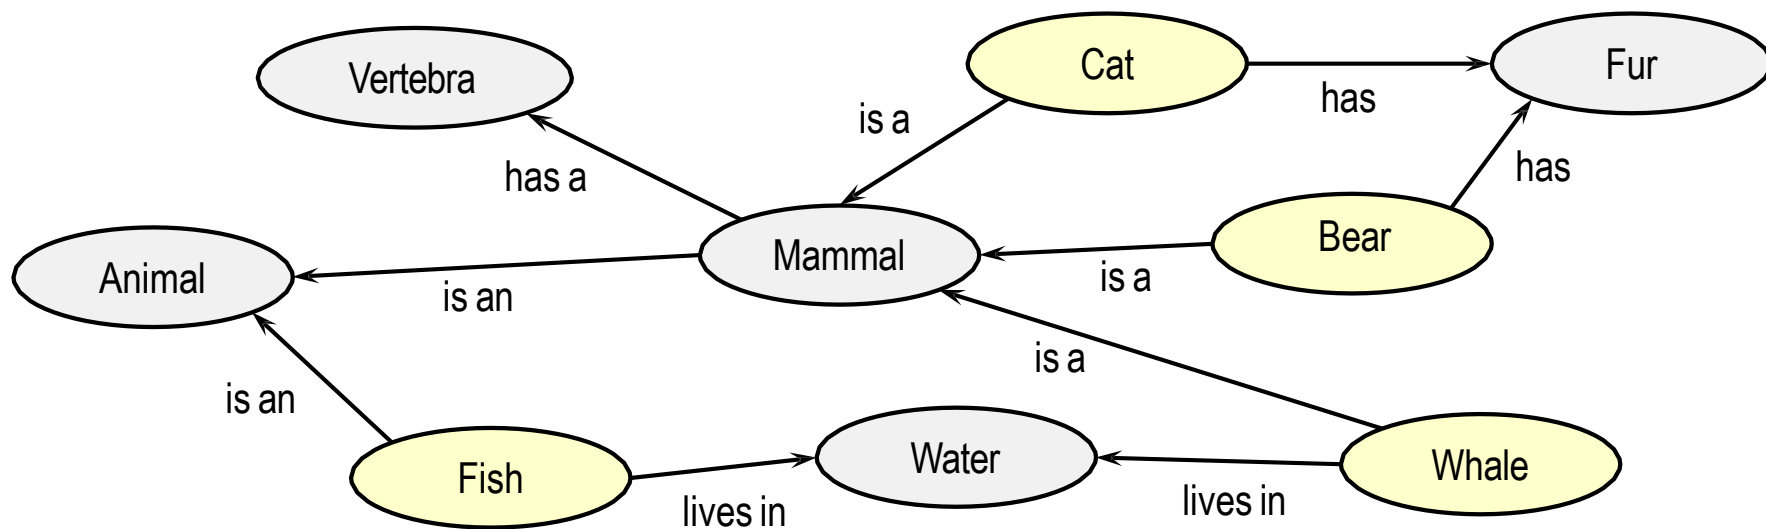 Vertebra
Cat
Fur
is a
has
has a
has
Mammal
Bear
Animal
is an
is a
is a
is an
Fish
Water
Whale
lives in
lives in